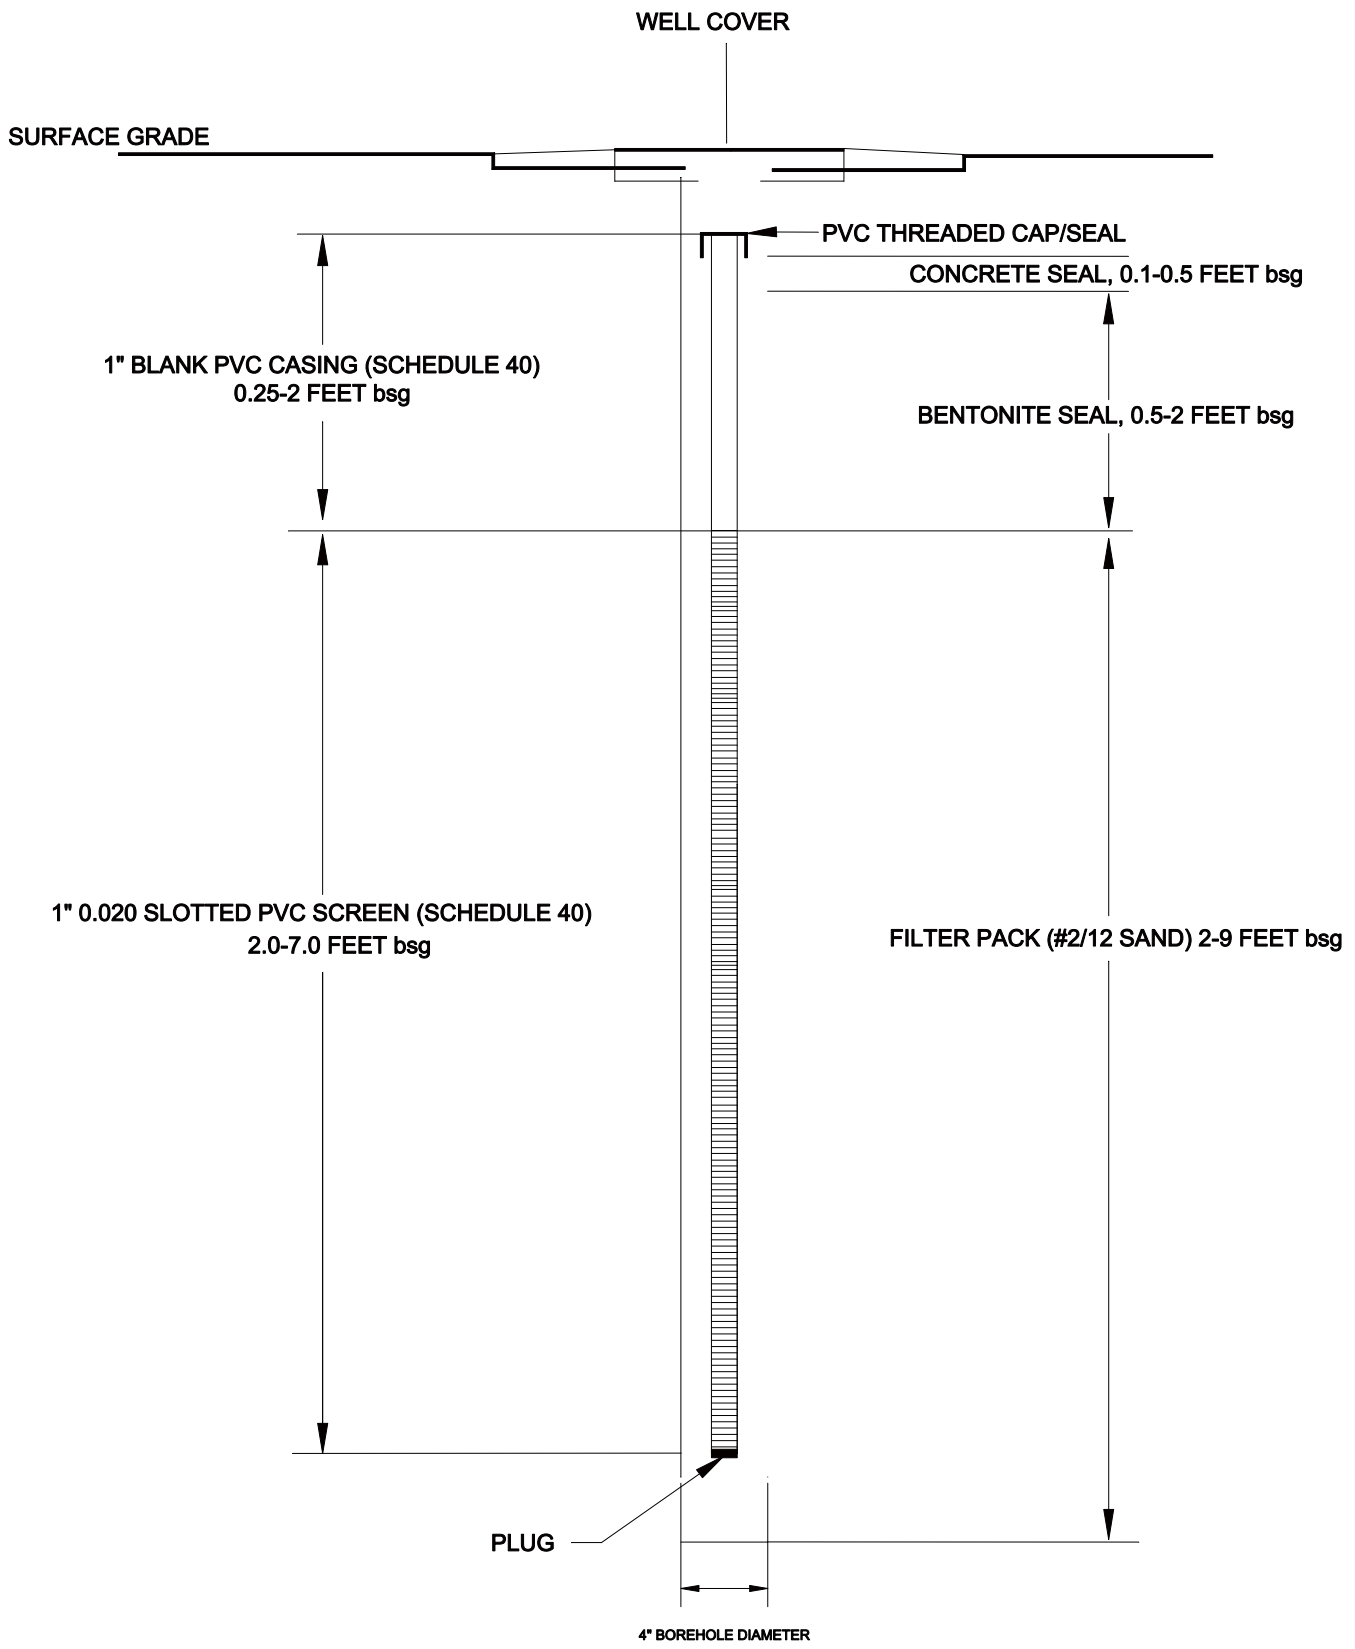 WELL COVER
SURFACE GRADE
PVC THREADED CAP/SEAL
CONCRETE SEAL, 0.1-0.5 FEET bsg
1" BLANK PVC CASING (SCHEDULE 40)
0.25-2 FEET bsg
BENTONITE SEAL, 0.5-2 FEET bsg
1" 0.020 SLOTTED PVC SCREEN (SCHEDULE 40)
2.0-7.0 FEET bsg
FILTER PACK (#2/12 SAND) 2-9 FEET bsg
PLUG
4" BOREHOLE DIAMETER